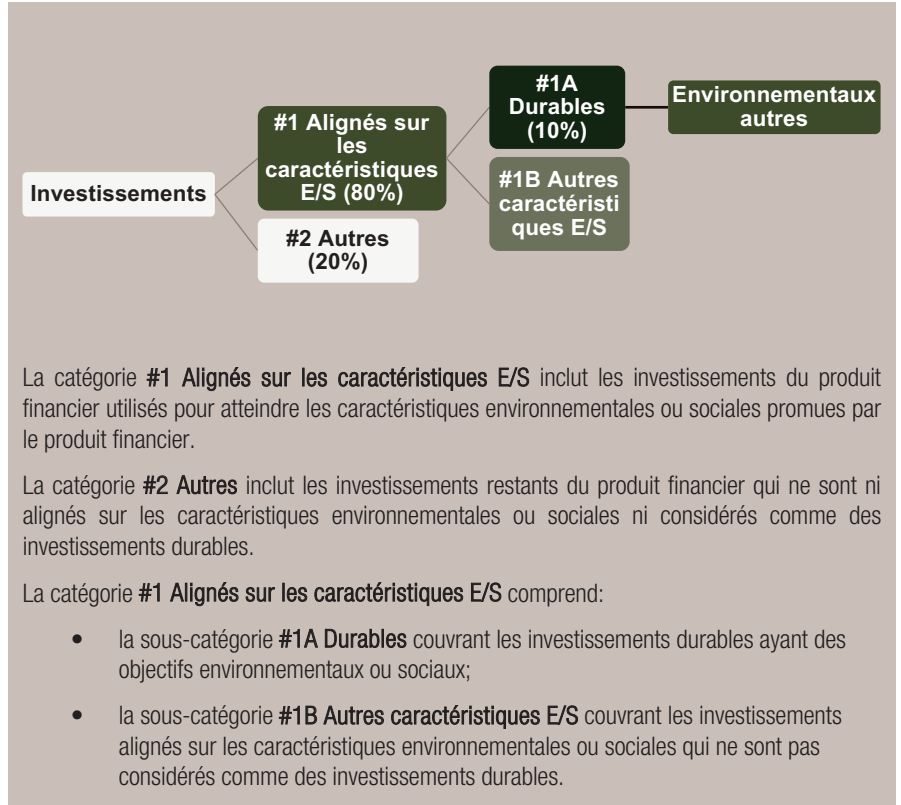 Investissements
#1 Alignés sur
les
caractéristiques
E/S (80%)
#2 Autres
(20%)
#1A
Durables
(10%)
#1B Autres
caractéristi
ques E/S
Environnementaux
autres
La catégorie #1 Alignés sur les caractéristiques E/S inclut les investissements du produit
financier utilisés pour atteindre les caractéristiques environnementales ou sociales promues par
le produit financier.
La catégorie #2 Autres inclut les investissements restants du produit financier qui ne sont ni
alignés sur les caractéristiques environnementales ou sociales ni considérés comme des
investissements durables.
La catégorie #1 Alignés sur les caractéristiques E/S comprend:
• la sous-catégorie #1A Durables couvrant les investissements durables ayant des
objectifs environnementaux ou sociaux;
• la sous-catégorie #1B Autres caractéristiques E/S couvrant les investissements
alignés sur les caractéristiques environnementales ou sociales qui ne sont pas
considérés comme des investissements durables.